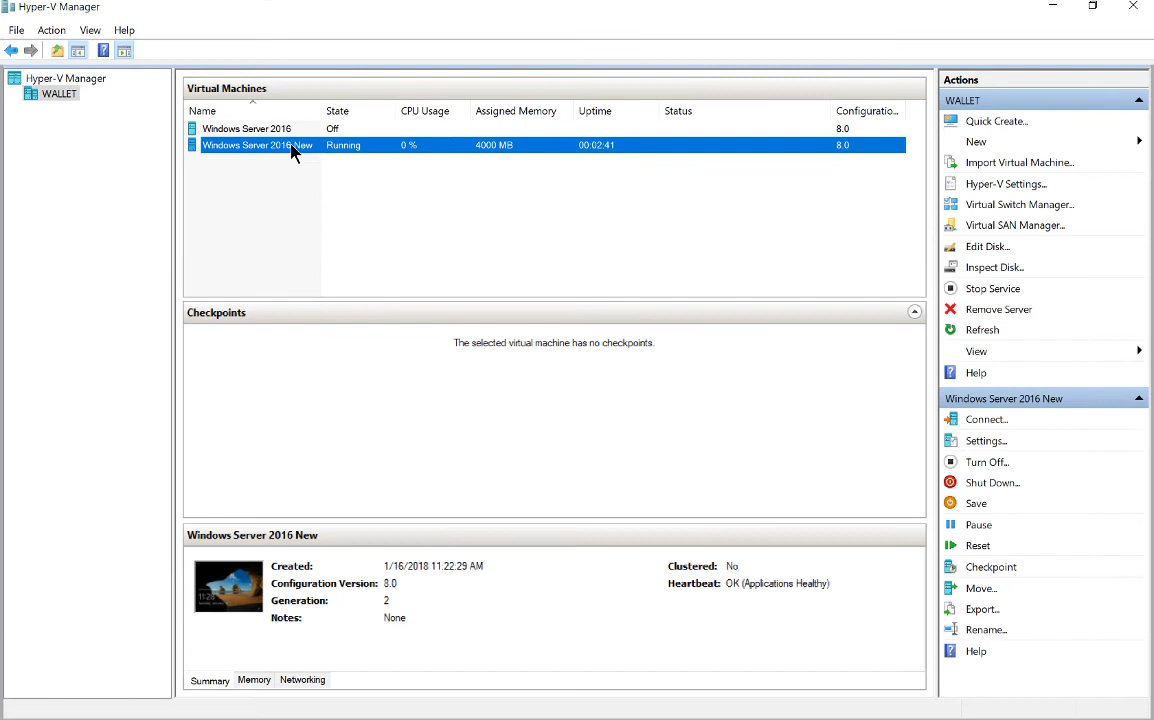 Hyper-V Manager
File Action View Help
Hyper-V Manager
WALLET
Virtual Machines
Name State CPU Usage Assigned Memory Uptime Status Configuratio...
Windows Server 2016 Off 8.0
Windows Server 2016 New Running 0 % 4000 MB 00:02:41 8.0
Checkpoints
The selected virtual machine has no checkpoints.
Windows Server 2016 New
Created: 1/16/2018 11:22:29 AM Clustered: No
Configuration Version: 8.0 Heartbeat: OK (Applications Healthy)
Generation: 2
Notes: None
11:28
Summary Memory Networking
Actions
WALLET
Quick Create...
New
Import Virtual Machine...
Hyper-V Settings...
Virtual Switch Manager...
Virtual SAN Manager...
Edit Disk...
Inspect Disk...
Stop Service
Remove Server
Refresh
View
Help
Windows Server 2016 New
Connect...
Settings...
Turn Off...
Shut Down...
Save
Pause
Reset
Checkpoint
Move...
Export...
Rename...
Help